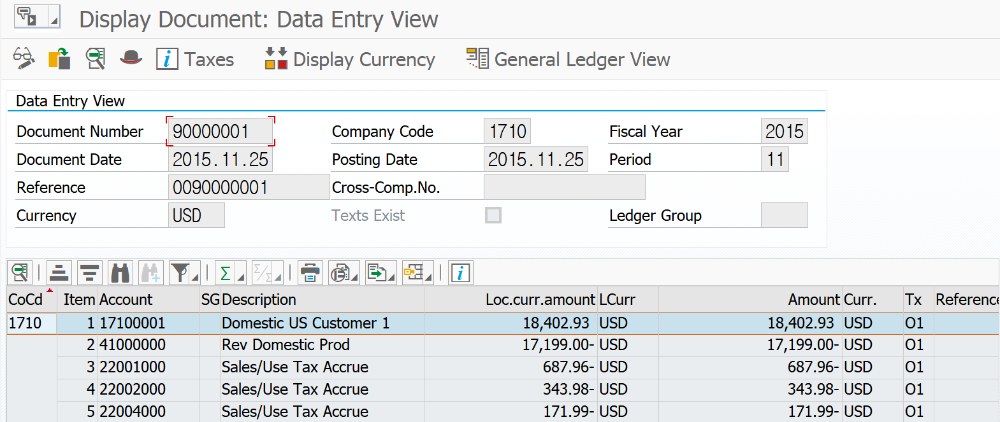 Display Document: Data Entry View
Taxes Display Currency General Ledger View
Data Entry View
Document Number 90000001 Company Code 1710 Fiscal Year 2015
Document Date 2015.11.25 Posting Date 2015.11.25 Period 11
Reference 0090000001 Cross-Comp.No.
Currency USD Texts Exist Ledger Group
CoCd Item Account SG Description Loc.curr.amount LCurr Amount Curr. Tx Reference
1710 1 17100001 Domestic US Customer 1 18,402.93 USD 18,402.93 USD O1
2 41000000 Rev Domestic Prod 17,199.00- USD 17,199.00- USD O1
3 22001000 Sales/Use Tax Accrue 687.96- USD 687.96- USD O1
4 22002000 Sales/Use Tax Accrue 343.98- USD 343.98- USD O1
5 22004000 Sales/Use Tax Accrue 171.99- USD 171.99- USD O1